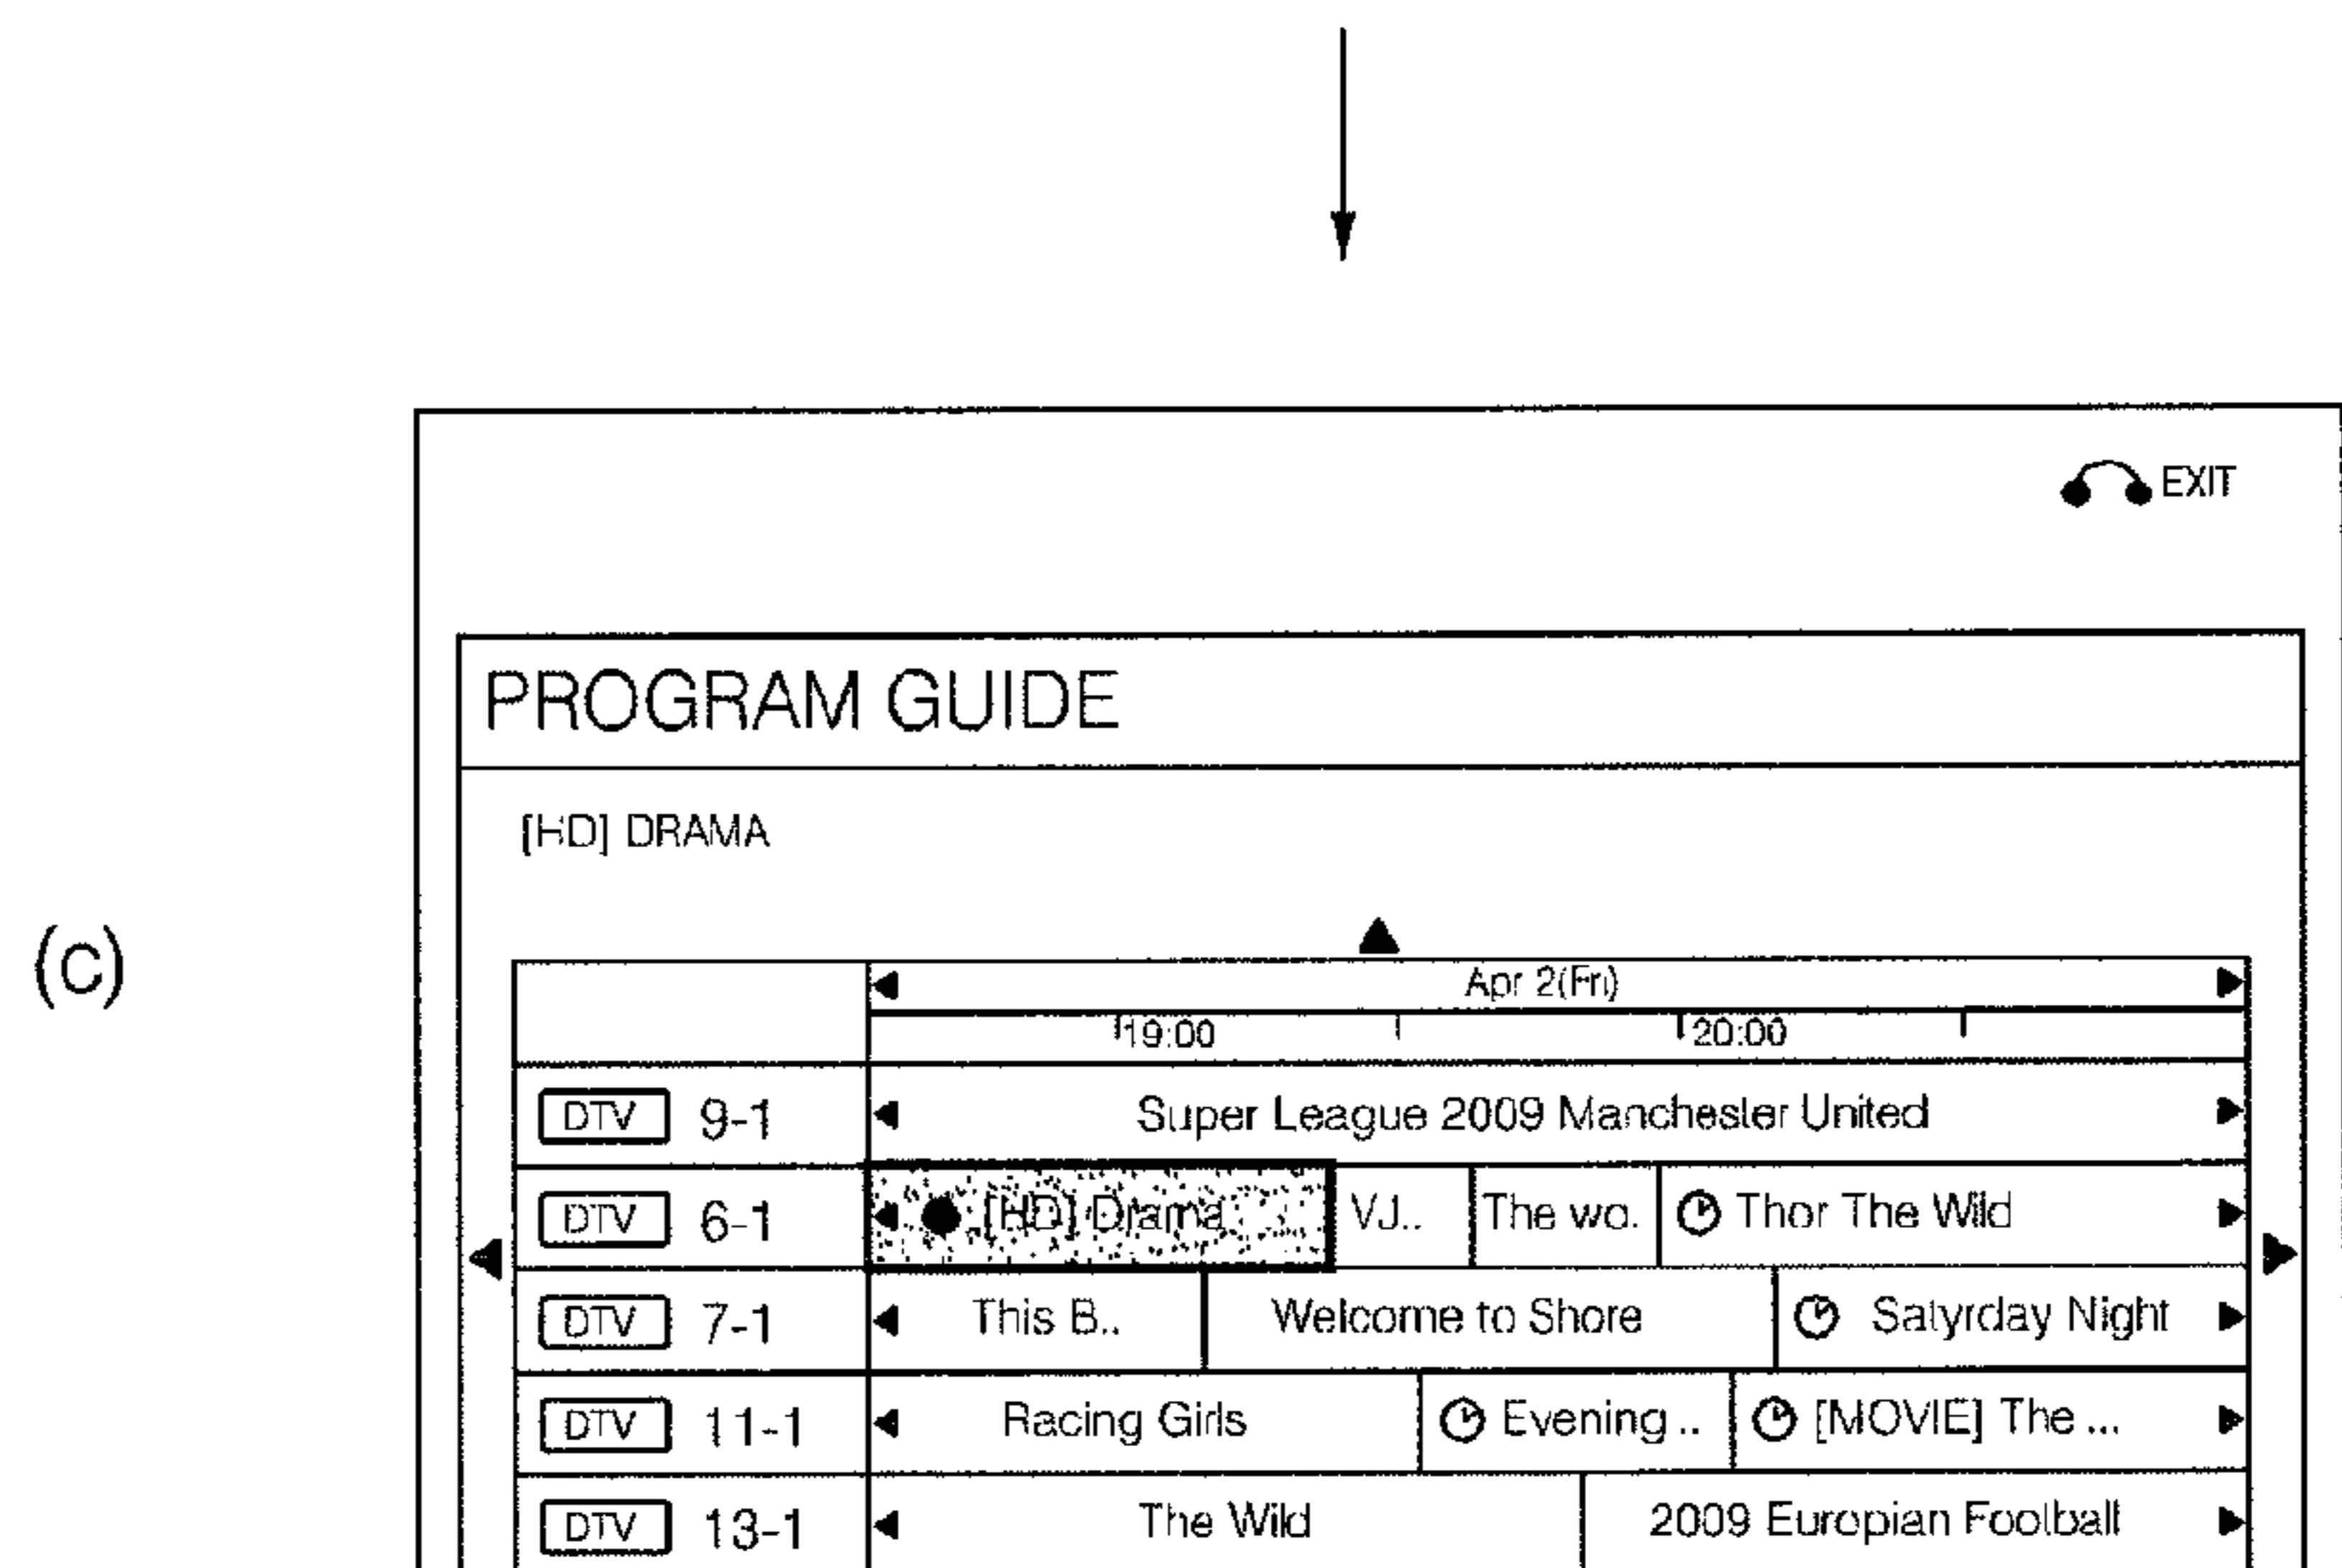 EXIT
PROGRAM GUIDE
[HD] DRAMA
(c)
Apr 2(Fri)
19:00 20:00
DTV 9-1 Super League 2009 Manchester United
DTV 6-1 [HD] Drama VJ.. The wo. Thor The Wild
DTV 7-1 This B.. Welcome to Shore Satyrday Night
DTV 11-1 Racing Girls Evening .. [MOVIE] The ...
DTV 13-1 The Wild 2009 Europian Football